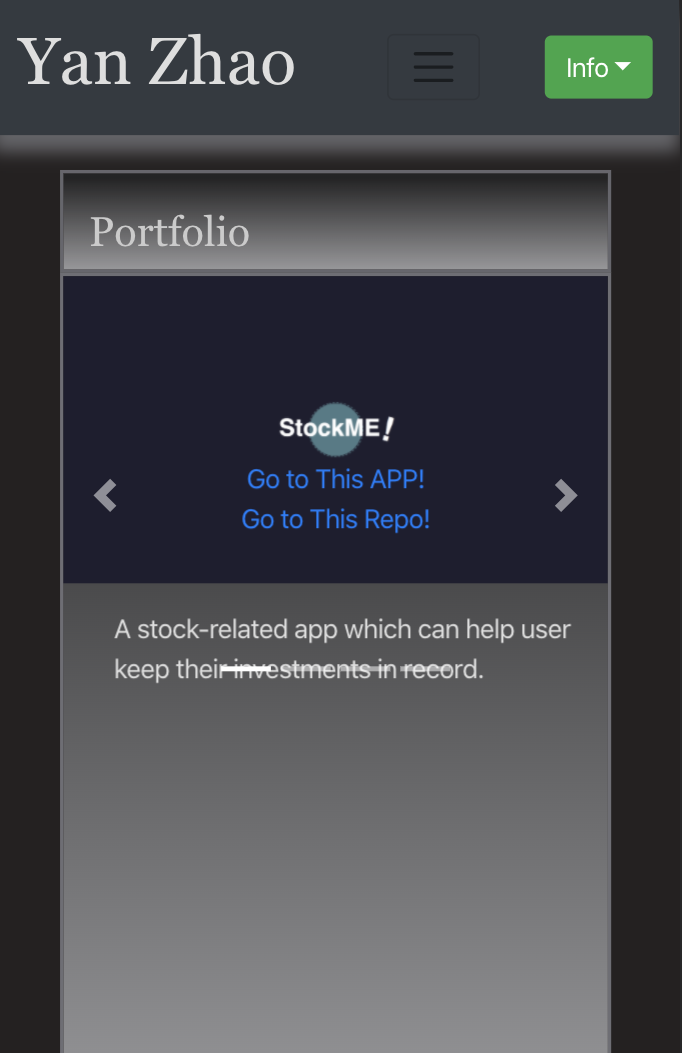 Yan Zhao
Info
Portfolio
StockME!
Go to This APP!
Go to This Repo!
A stock-related app which can help user
keep their investments in record.